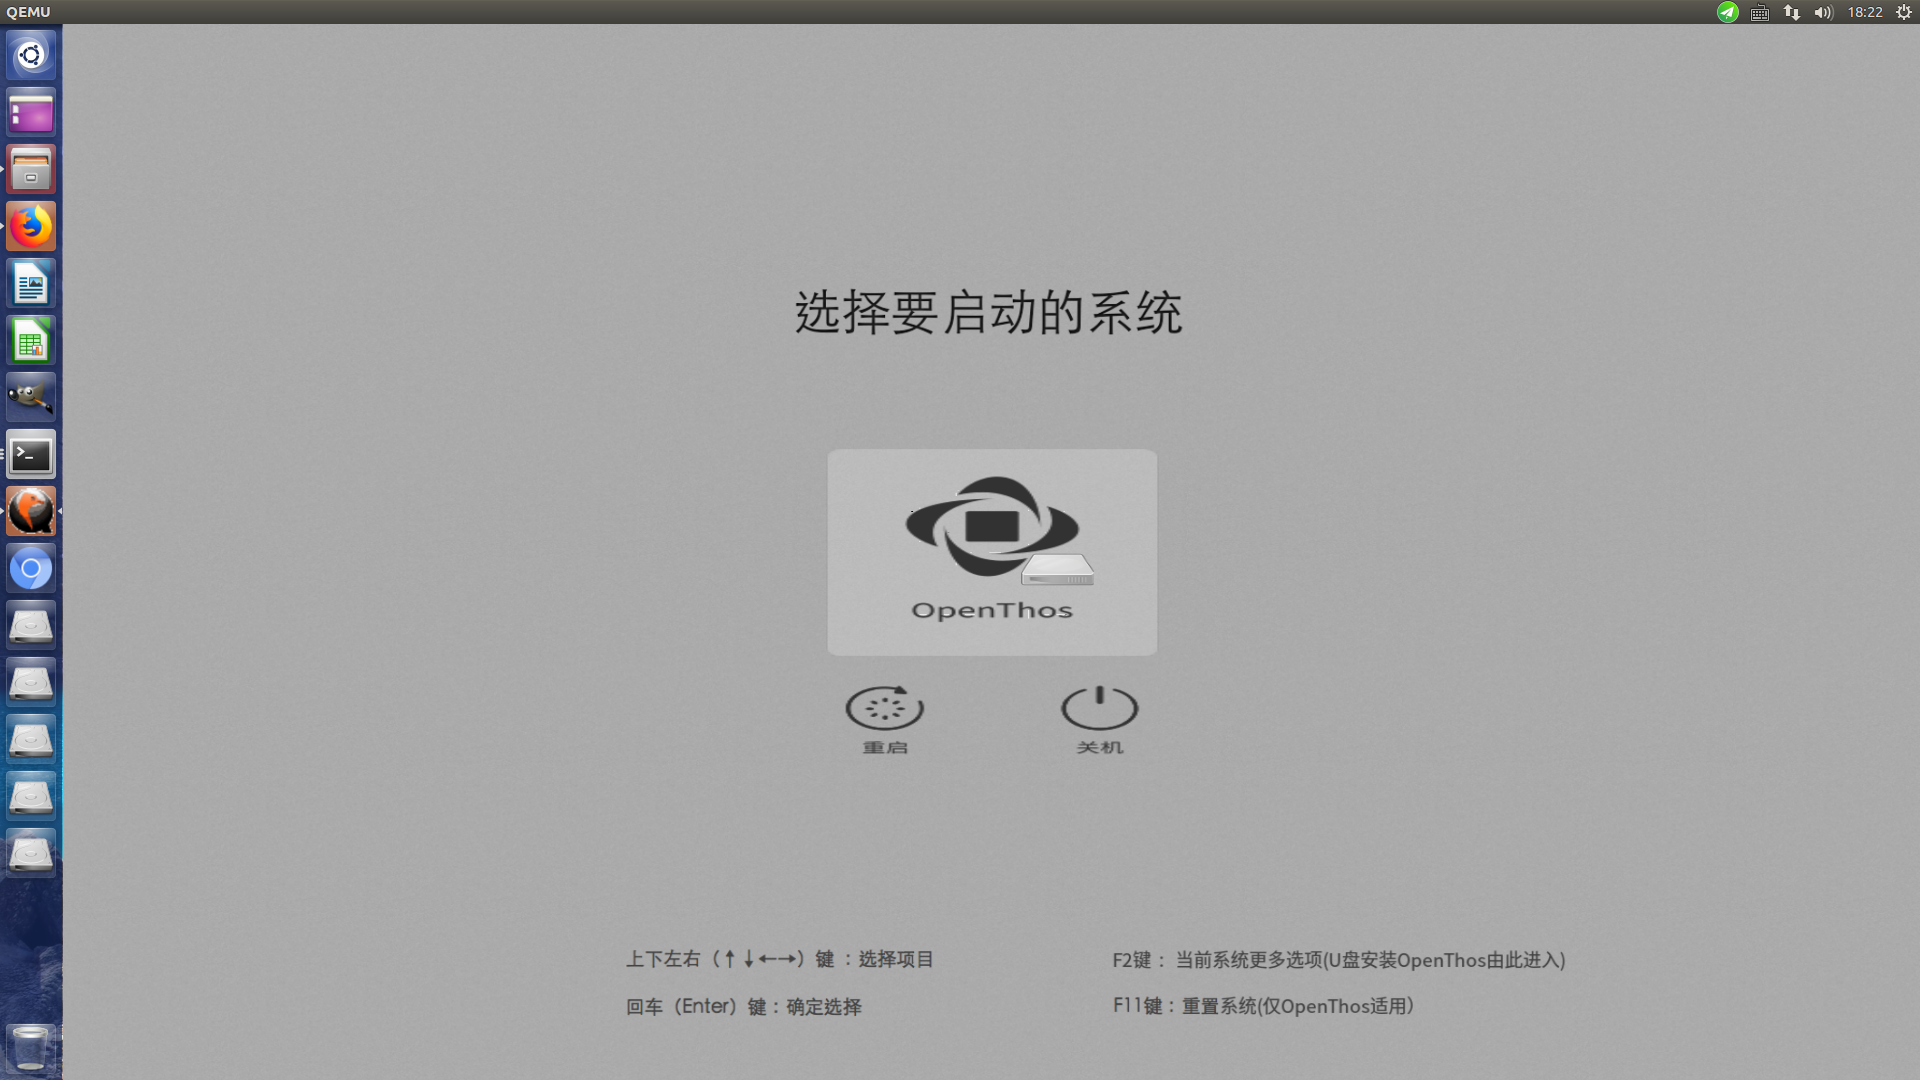 QEMU
18:22
选择要启动的系统
OpenThos
重启
关机
上下左右（↑↓←→）键 ：选择项目
F2键： 当前系统更多选项(U盘安装OpenThos由此进入)
回车（Enter）键：确定选择
F11键：重置系统(仅OpenThos适用）